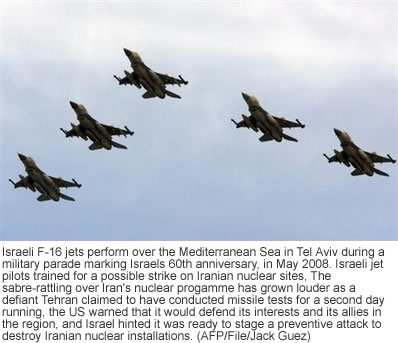 Israeli F-16 jets perform over the Mediterranean Sea in Tel Aviv during a
military parade marking Israels 60th anniversary, in May 2008. Israeli jet
pilots trained for a possible strike on Iranian nuclear sites, The
sabre-rattling over Iran's nuclear progamme has grown louder as a
defiant Tehran claimed to have conducted missile tests for a second day
running, the US warned that it would defend its interests and its allies in
the region, and Israel hinted it was ready to stage a preventive attack to
destroy Iranian nuclear installations. (AFP/File/Jack Guez)